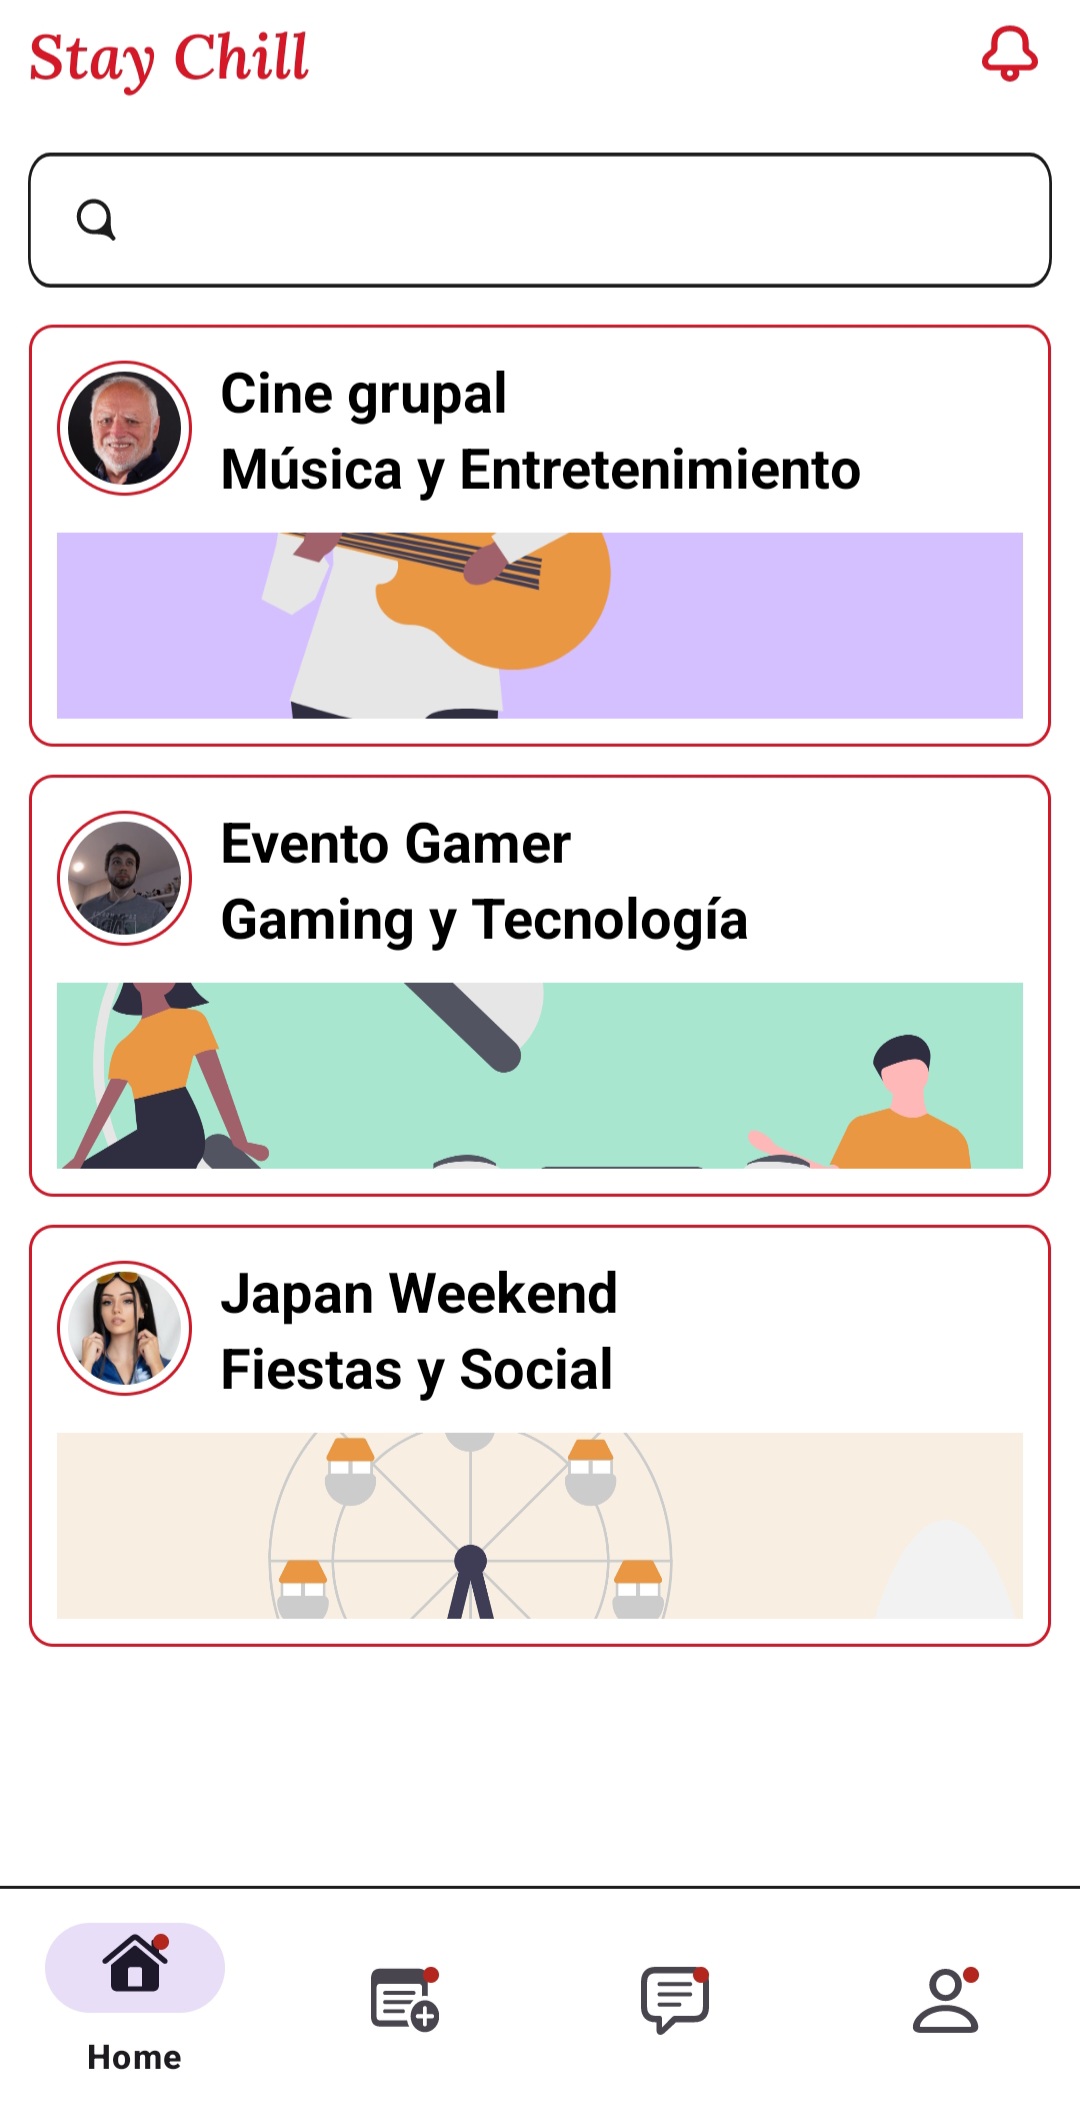 Stay Chill
Cine grupal
Música y Entretenimiento
Evento Gamer
Gaming y Tecnología
Japan Weekend
Fiestas y Social
Home